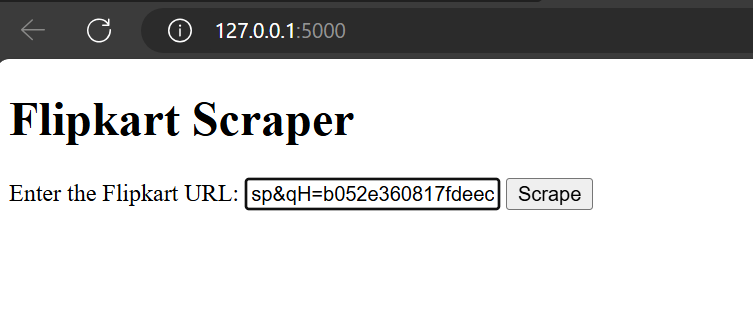 127.0.0.1:5000
Flipkart Scraper
Enter the Flipkart URL: sp&qH=b052e360817fdeec Scrape